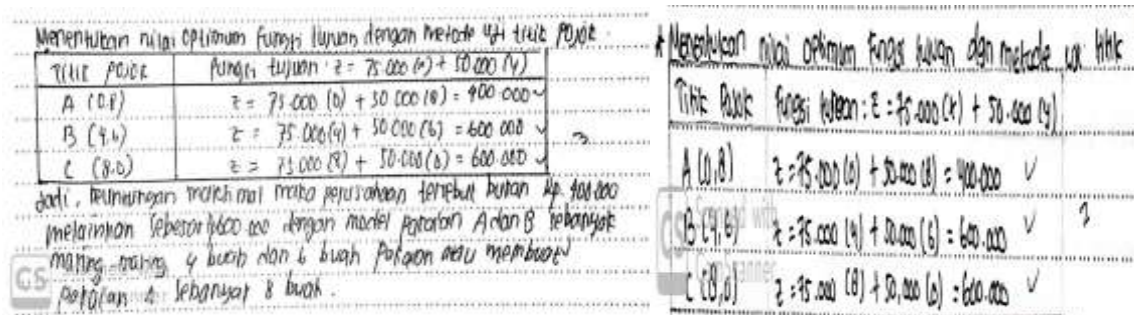 Menentukan nilai optimum fungsi tujuan dengan metode uji titik pojok.
Titik pojok Fungsi tujuan: z = 75.000 (x) + 50.000 (y)
A (0,8) z = 75.000 (0) + 50.000 (8) = 400.000 ✓
B (4,6) z = 75.000 (4) + 50.000 (6) = 600.000 ✓
C (8,0) z = 75.000 (8) + 50.000 (0) = 600.000 ✓
Jadi, keuntungan maka perusahaan tersebut bukan Rp. 400.000
melainkan sebesar 600.000 dengan model pakaian A dan B sebanyak
masing-masing 4 buah dan 6 buah pakaian atau membuat
pakaian sebanyak 8 buah.
Menentukan nilai optimum fungsi tujuan dgn metode uji titik
Titik Pojok Fungsi tujuan: z = 75.000 (x) + 50.000 (y)
A (0,8) z = 75.000 (0) + 50.000 (8) = 400.000 ✓
B (4,6) z = 75.000 (4) + 50.000 (6) = 600.000 ✓
C (8,0) z = 75.000 (8) + 50,000 (0) = 600.000 ✓
CS
CS